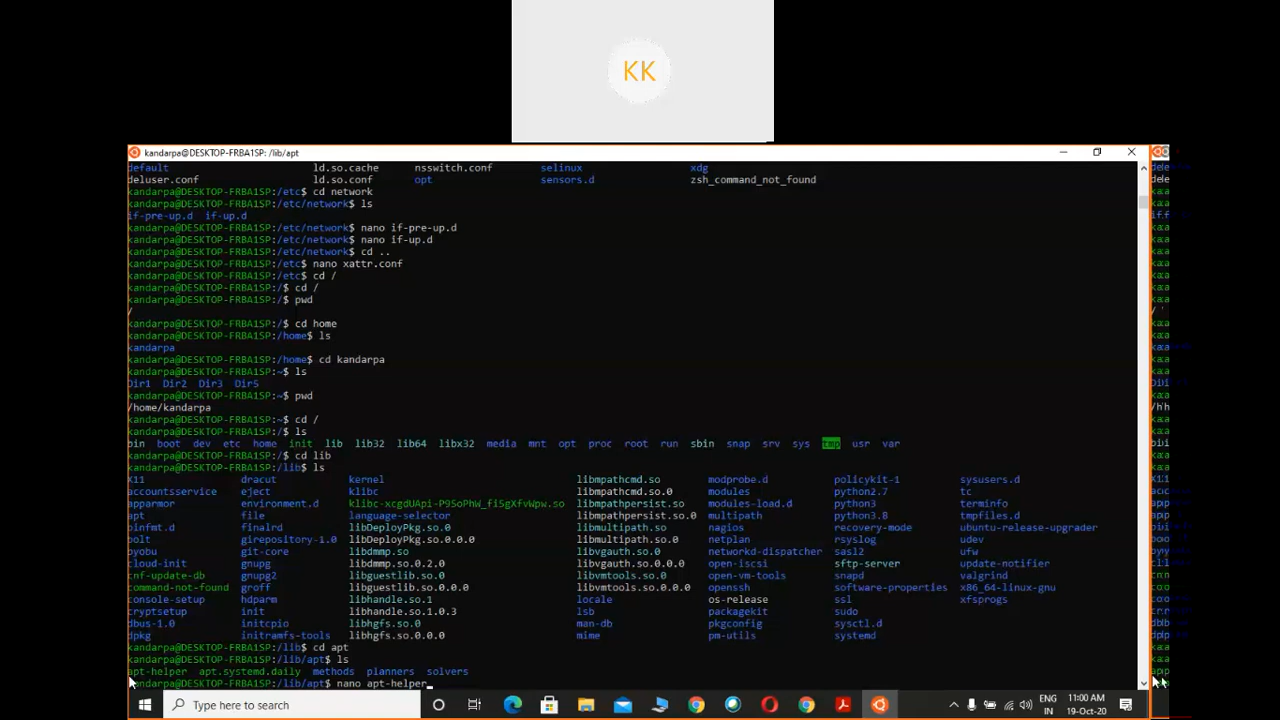 KK
kandarpa@DESKTOP-FRBA1SP: /lib/apt
default ld.so.cache nsswitch.conf selinux xdg
deluser.conf ld.so.conf opt sensors.d zsh_command_not_found
kandarpa@DESKTOP-FRBA1SP:/etc$ cd network
kandarpa@DESKTOP-FRBA1SP:/etc/network$ ls
if-pre-up.d if-up.d
kandarpa@DESKTOP-FRBA1SP:/etc/network$ nano if-pre-up.d
kandarpa@DESKTOP-FRBA1SP:/etc/network$ nano if-up.d
kandarpa@DESKTOP-FRBA1SP:/etc/network$ cd ..
kandarpa@DESKTOP-FRBA1SP:/etc$ nano xattr.conf
kandarpa@DESKTOP-FRBA1SP:/etc$ cd /
kandarpa@DESKTOP-FRBA1SP:/$ cd /
kandarpa@DESKTOP-FRBA1SP:/$ pwd
/
kandarpa@DESKTOP-FRBA1SP:/$ cd home
kandarpa@DESKTOP-FRBA1SP:/home$ ls
kandarpa
kandarpa@DESKTOP-FRBA1SP:/home$ cd kandarpa
kandarpa@DESKTOP-FRBA1SP:~$ ls
Dir1 Dir2 Dir3 Dir5
kandarpa@DESKTOP-FRBA1SP:~$ pwd
/home/kandarpa
kandarpa@DESKTOP-FRBA1SP:~$ cd /
kandarpa@DESKTOP-FRBA1SP:/$ ls
bin boot dev etc home init lib lib32 lib64 libx32 media mnt opt proc root run sbin snap srv sys tmp usr var
kandarpa@DESKTOP-FRBA1SP:/$ cd lib
kandarpa@DESKTOP-FRBA1SP:/lib$ ls
X11 dracut kernel libmpathcmd.so modprobe.d policykit-1 sysusers.d
accountsservice eject klibc libmpathcmd.so.0 modules python2.7 tc
apparmor environment.d klibc-xcgdUApi-P9SoPhW_fiSgXfvWpw.so libmpathpersist.so modules-load.d python3 terminfo
apt file language-selector libmpathpersist.so.0 multipath python3.8 tmpfiles.d
binfmt.d finalrd libDeployPkg.so.0 libmultipath.so nagios recovery-mode ubuntu-release-upgrader
bolt girepository-1.0 libDeployPkg.so.0.0.0 libmultipath.so.0 netplan rsyslog udev
byobu git-core libdmmp.so libvgauth.so.0 networkd-dispatcher sasl2 ufw
cloud-init gnupg libdmmp.so.0.2.0 libvgauth.so.0.0.0 open-iscsi sftp-server update-notifier
cnf-update-db gnupg2 libguestlib.so.0 libvmtools.so.0 open-vm-tools snapd valgrind
command-not-found groff libguestlib.so.0.0.0 libvmtools.so.0.0.0 openssh software-properties x86_64-linux-gnu
console-setup hdparm libhandle.so.1 locale os-release ssl xfsprogs
cryptsetup init libhandle.so.1.0.3 lsb packagekit sudo
dbus-1.0 initcpio libhgfs.so.0 man-db pkgconfig sysctl.d
dpkg initramfs-tools libhgfs.so.0.0.0 mime pm-utils systemd
kandarpa@DESKTOP-FRBA1SP:/lib$ cd apt
kandarpa@DESKTOP-FRBA1SP:/lib/apt$ ls
apt-helper apt.systemd.daily methods planners solvers
kandarpa@DESKTOP-FRBA1SP:/lib/apt$ nano apt-helper
Type here to search
ENG
IN
11:00 AM
19-Oct-20